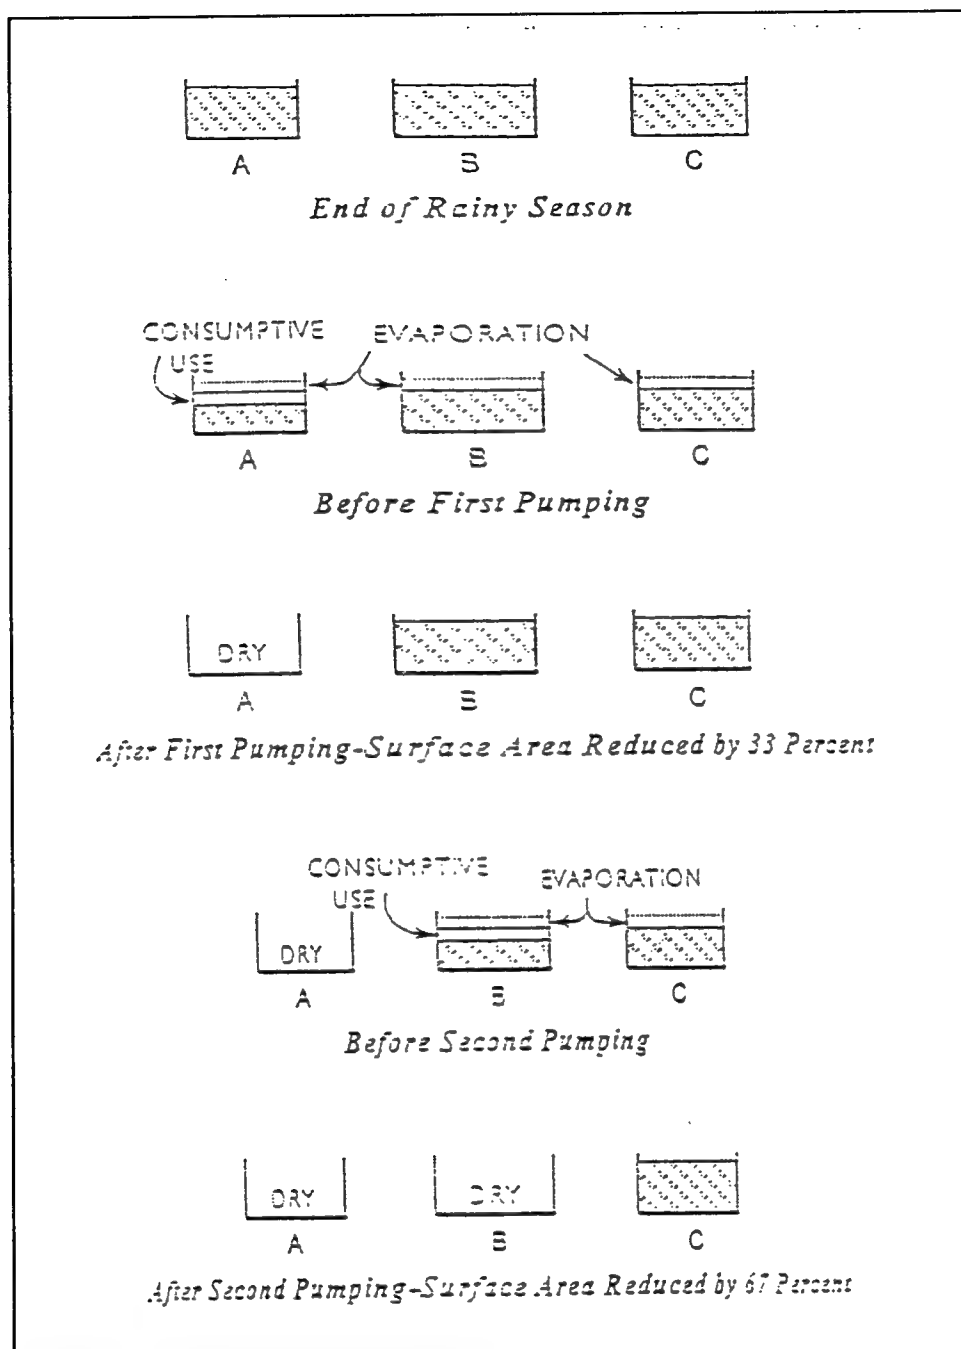 A B C
End of Rainy Season
CONSUMPTIVE USE EVAPORATION
A B C
Before First Pumping
DRY
A B C
After First Pumping-Surface Area Reduced by 33 Percent
CONSUMPTIVE USE EVAPORATION
DRY
A B C
Before Second Pumping
DRY DRY
A B C
After Second Pumping-Surface Area Reduced by 67 Percent